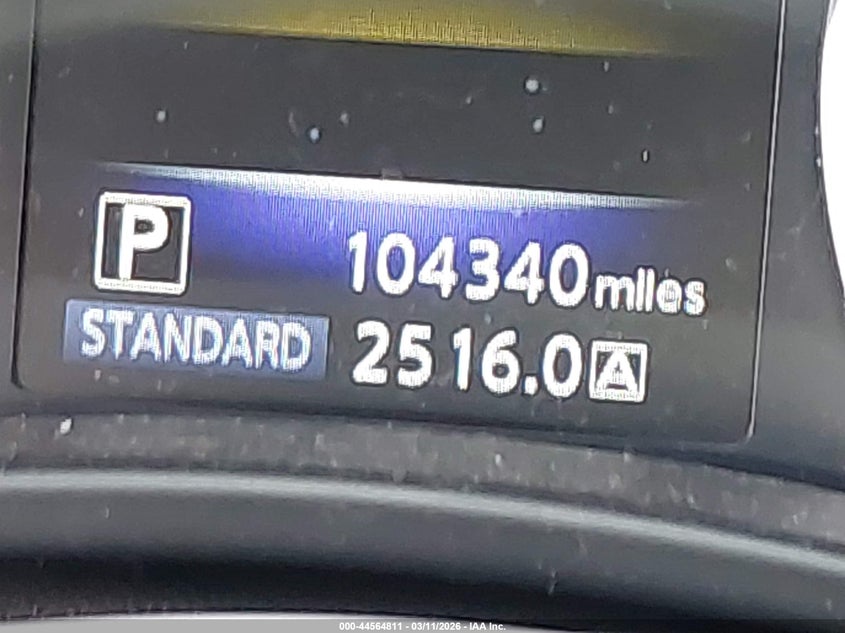 P
104340 miles
STANDARD
2516.0 A
000-44564811 - 03/11/2026 - IAA Inc.